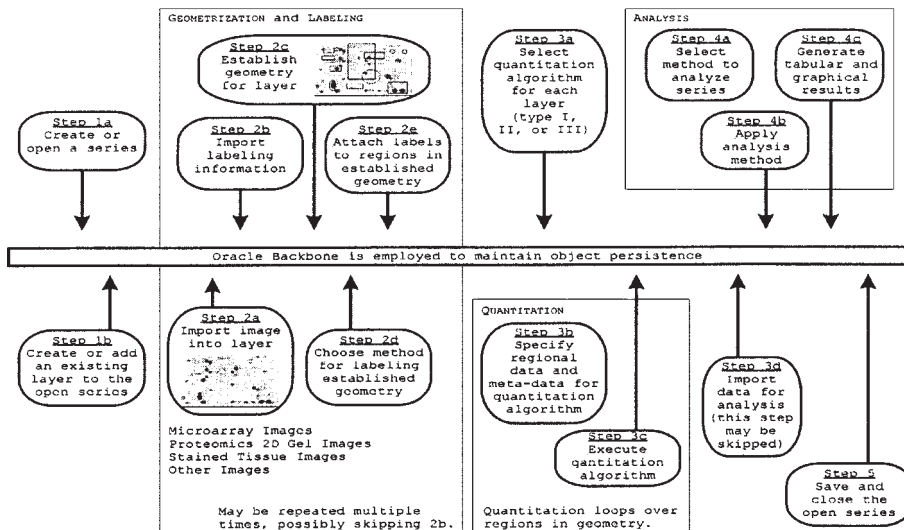 GEOMETRIZATION and LABELING
Step 2c
Establish
geometry
for layer
Step 1a
Create or
open a series
Step 2b
Import
labeling
information
Step 2e
Attach labels
to regions in
established
geometry
Step 3a
Select
quantitation
algorithm
for each
layer
(type I,
II, or III)
ANALYSIS
Step 4a
Select
method to
analyze
series
Step 4c
Generate
tabular and
graphical
results
Step 4b
Apply
analysis
method
Oracle Backbone is employed to maintain object persistence
Step 1b
Create or add
an existing
layer to the
open series
Step 2a
Import image
into layer
Step 2d
Choose method
for labeling
established
geometry
Microarray Images
Proteomics 2D Gel Images
Stained Tissue Images
Other Images
May be repeated multiple
times, possibly skipping 2b.
QUANTITATION
Step 3b
Specify
regional
data and
meta-data for
quantitation
algorithm
Step 3c
Execute
qantitation
algorithm
Quantitation loops over
regions in geometry.
Step 3d
Import
data for
analysis
(this step
may be
skipped)
Step 5
Save and
close the
open series